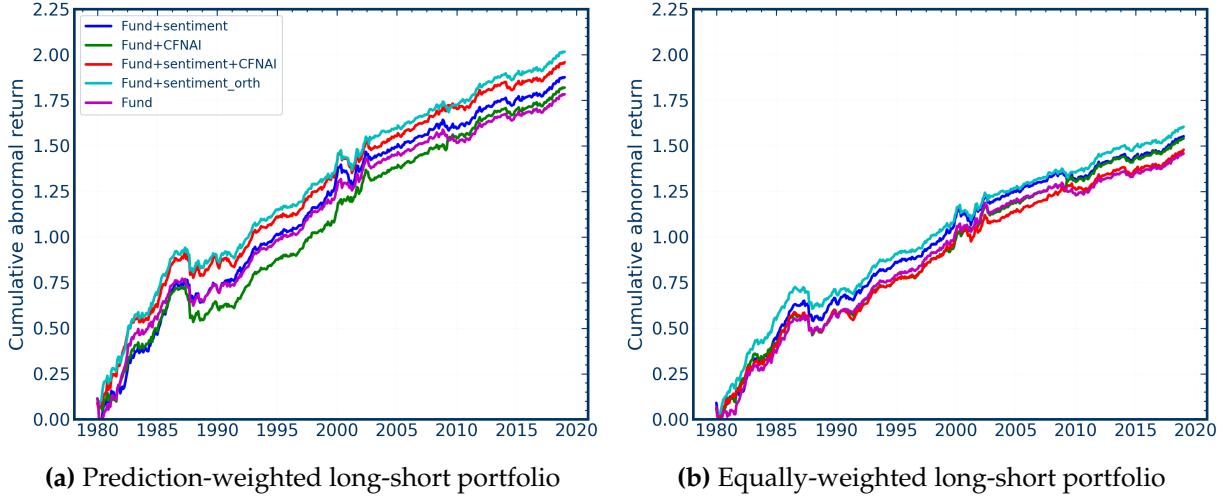 Cumulative abnormal return
2.25
2.00
1.75
1.50
1.25
1.00
0.75
0.50
0.25
0.00
Fund+sentiment
Fund+CFNAI
Fund+sentiment+CFNAI
Fund+sentiment_orth
Fund
1980 1985 1990 1995 2000 2005 2010 2015 2020
(a) Prediction-weighted long-short portfolio
Cumulative abnormal return
2.25
2.00
1.75
1.50
1.25
1.00
0.75
0.50
0.25
0.00
1980 1985 1990 1995 2000 2005 2010 2015 2020
(b) Equally-weighted long-short portfolio